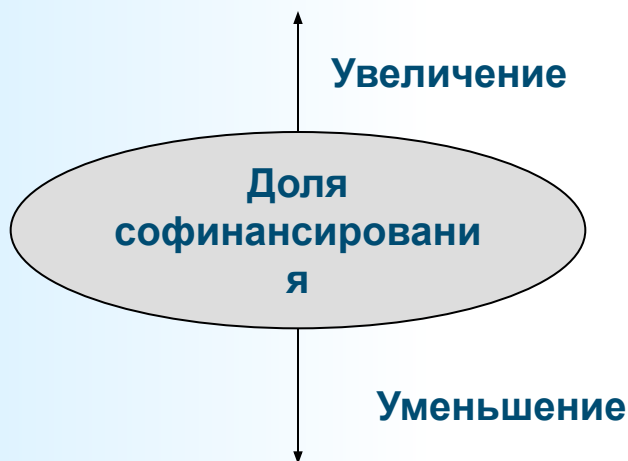 Увеличение
Доля
софинансировани
я
Уменьшение